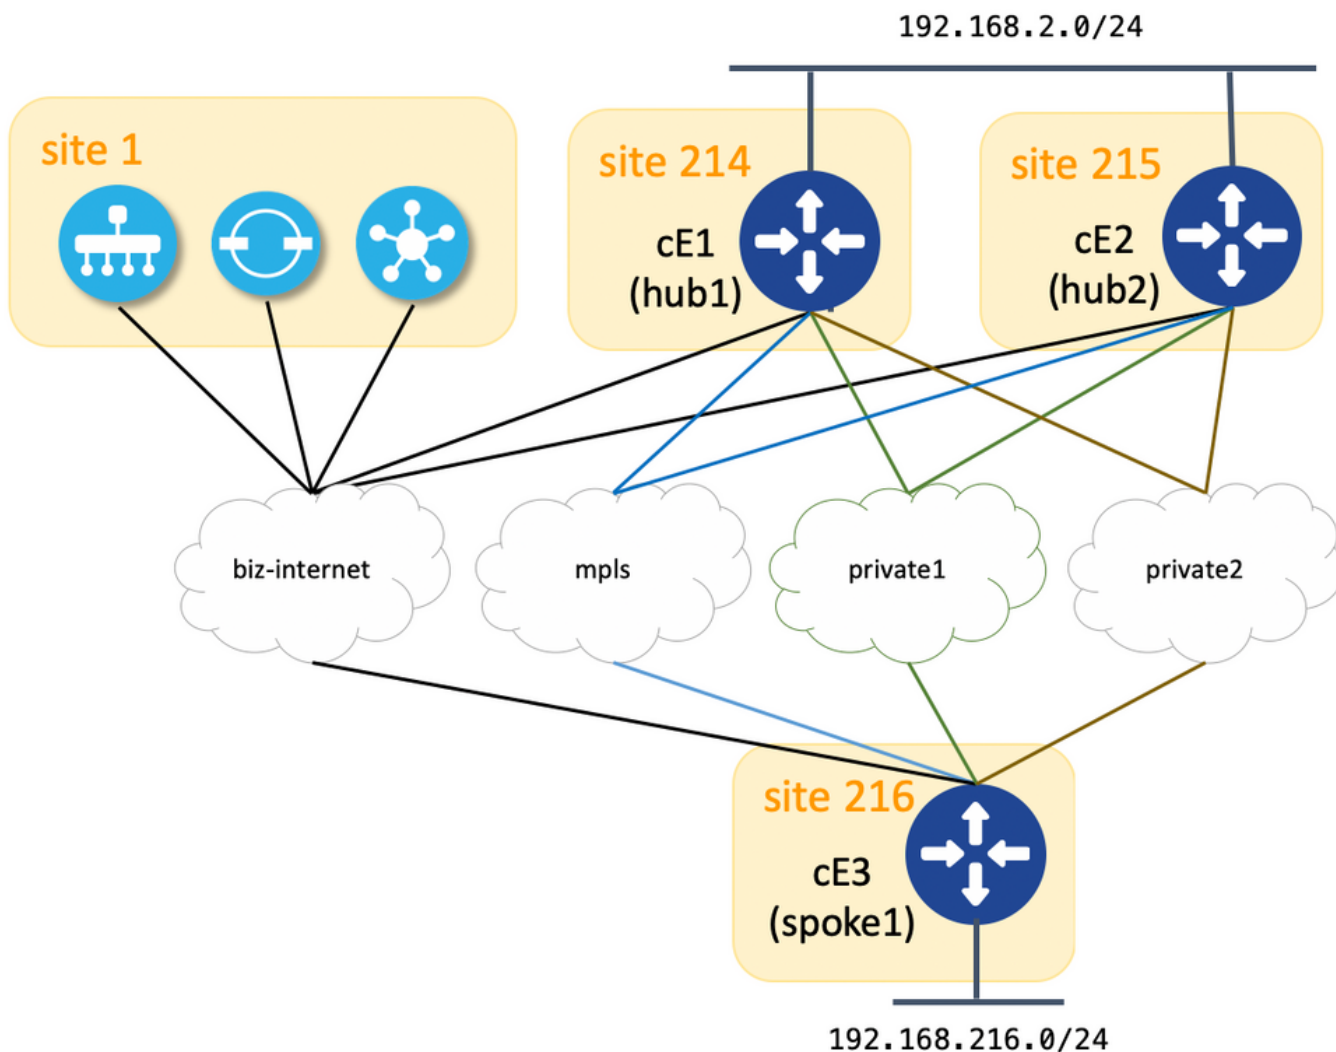 192.168.2.0/24
site 1
site 214
cE1
(hub1)
site 215
cE2
(hub2)
biz-internet
mpls
private1
private2
site 216
cE3
(spoke1)
192.168.216.0/24